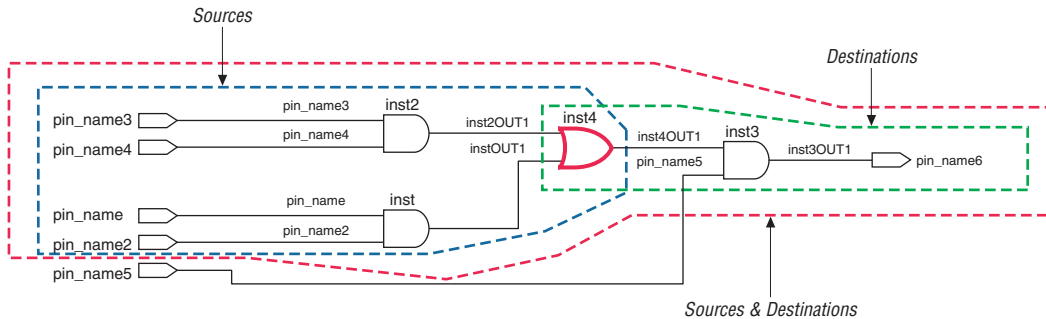 Sources
Destinations
pin_name3
pin_name3
inst2
pin_name4
pin_name4
inst2OUT1
instOUT1
inst4
inst4OUT1
pin_name5
inst3
inst3OUT1
pin_name6
pin_name
pin_name
inst
pin_name2
pin_name2
pin_name5
Sources & Destinations